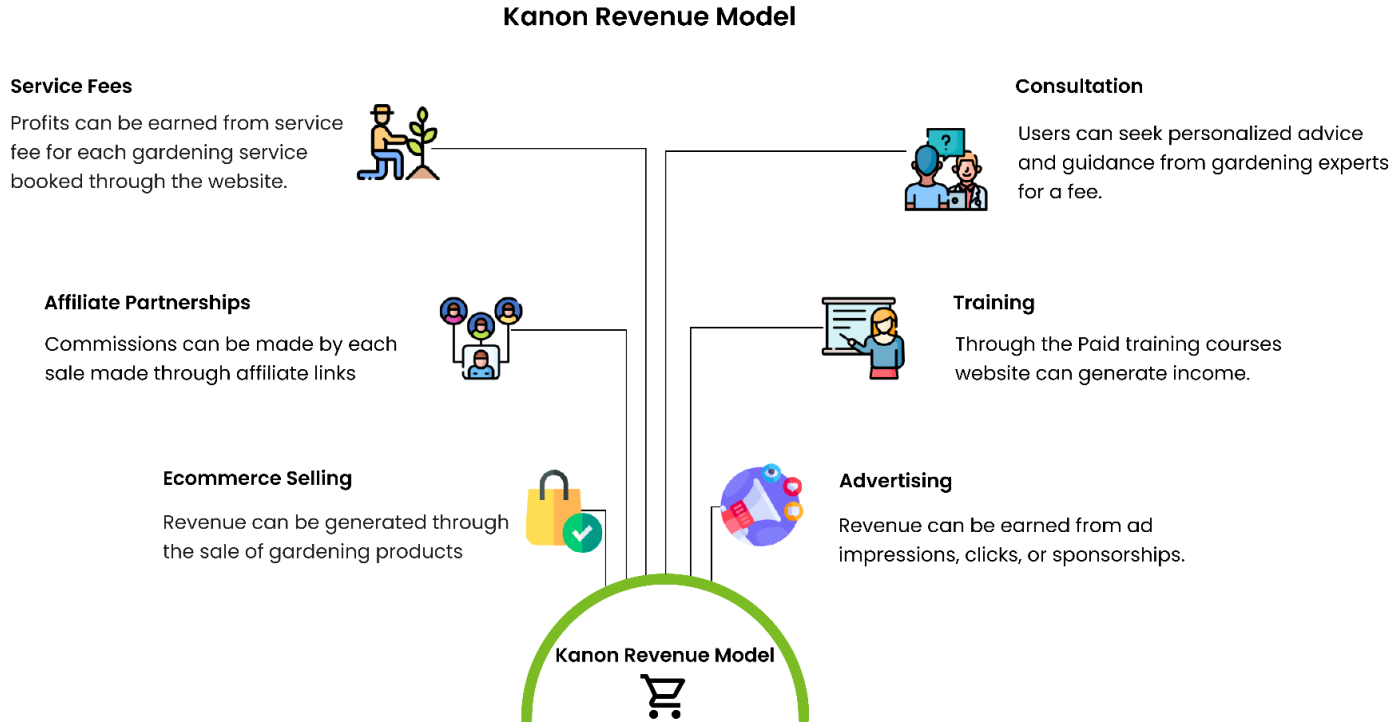 Kanon Revenue Model
Service Fees
Profits can be earned from service
fee for each gardening service
booked through the website.
Consultation
?
Users can seek personalized advice
and guidance from gardening experts
for a fee.
Affiliate Partnerships
Commissions can be made by each
sale made through affiliate links
Training
Through the Paid training courses
website can generate income.
Ecommerce Selling
Revenue can be generated through
the sale of gardening products
Advertising
Revenue can be earned from ad
impressions, clicks, or sponsorships.
Kanon Revenue Model